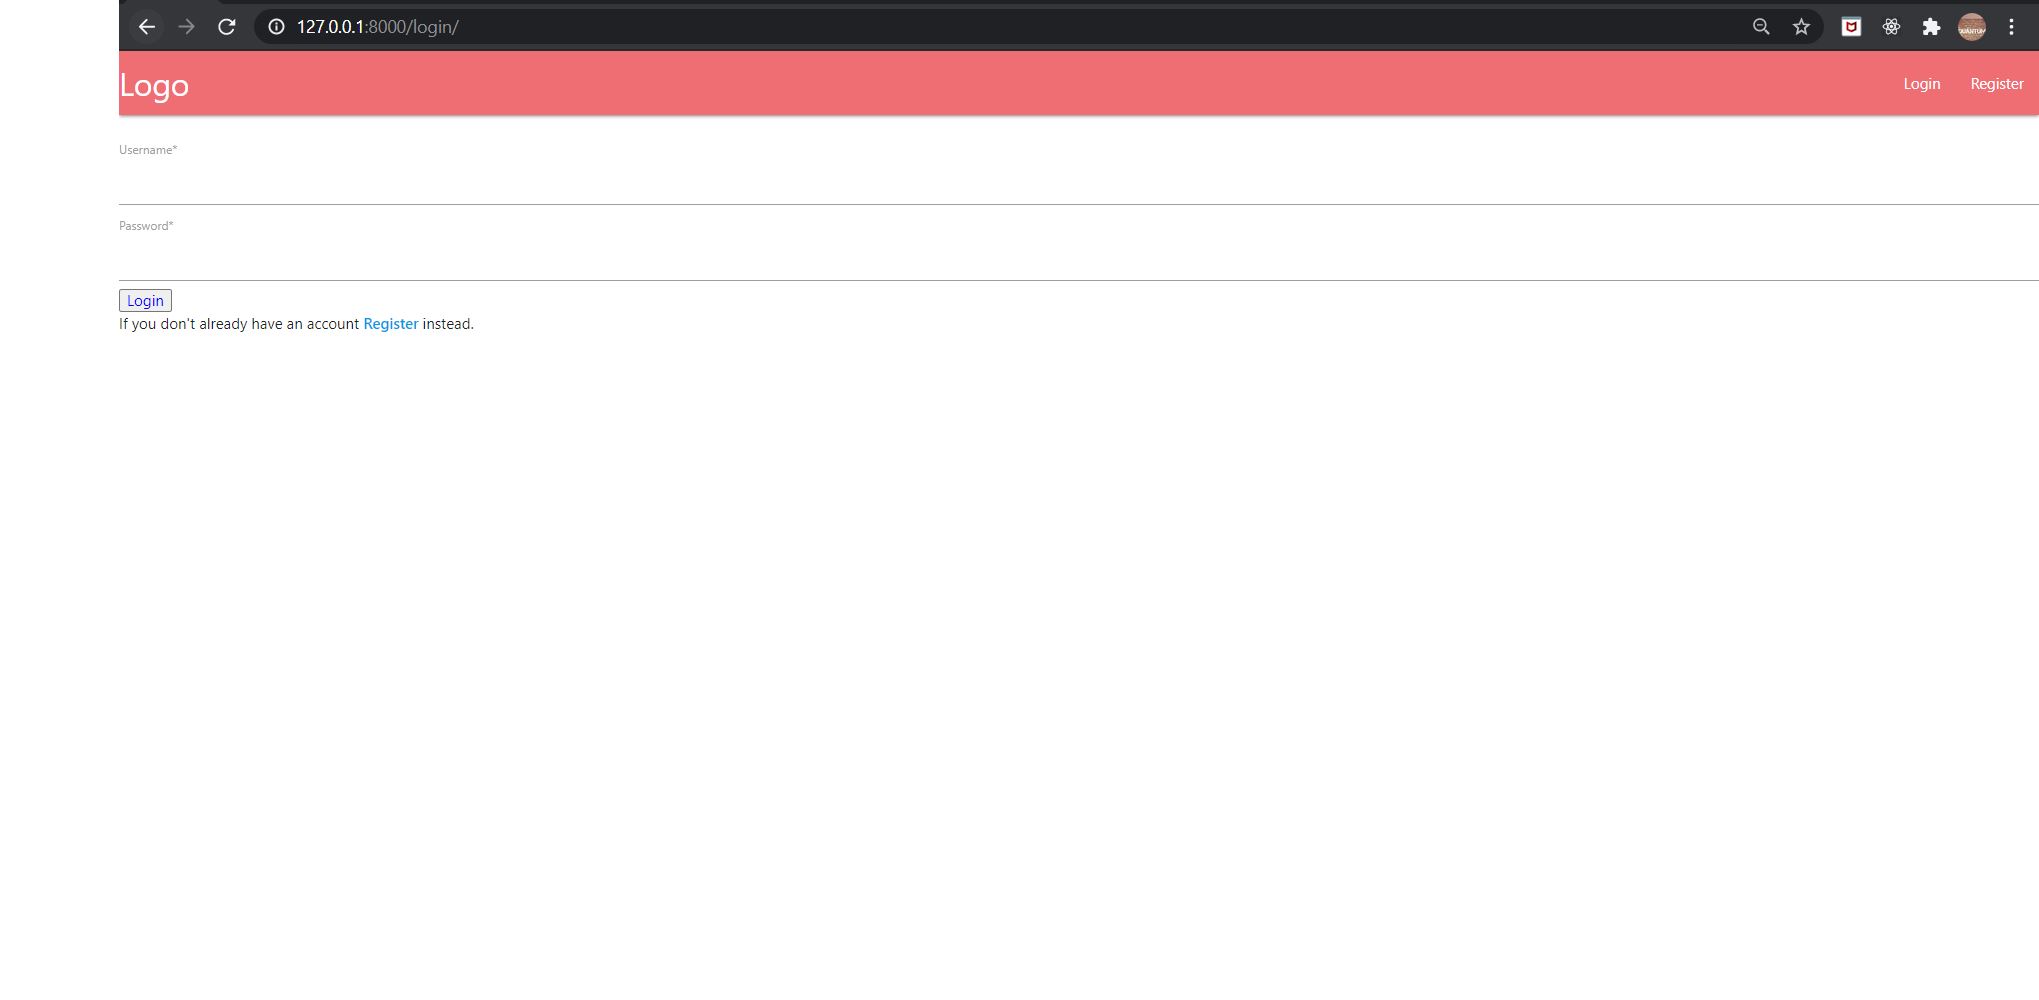 127.0.0.1:8000/login/
Logo
Login
Register
Username*
Password*
Login
If you don't already have an account Register instead.